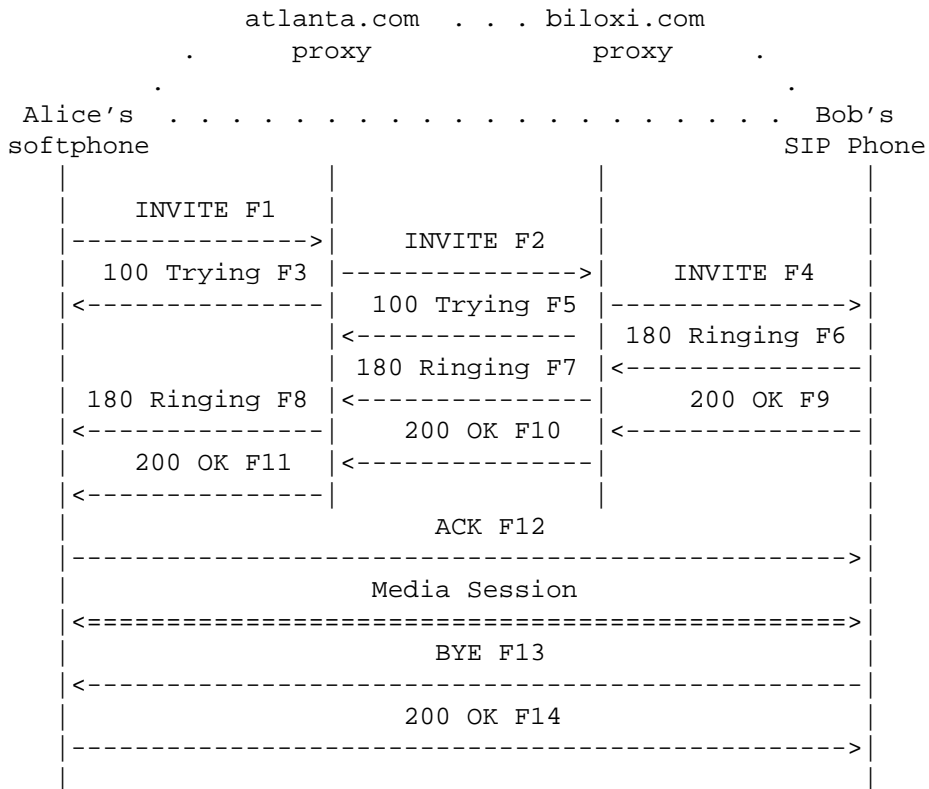 atlanta.com . . . biloxi.com
. proxy proxy .
. .
Alice's . . . . . . . . . . . . . . . . . . . . Bob's
softphone SIP Phone
| | | |
| INVITE F1 | | |
|--------------->| INVITE F2 | |
| 100 Trying F3 |--------------->| INVITE F4 |
|<---------------| 100 Trying F5 |--------------->|
| |<-------------- | 180 Ringing F6 |
| | 180 Ringing F7 |<---------------|
| 180 Ringing F8 |<---------------| 200 OK F9 |
|<---------------| 200 OK F10 |<---------------|
| 200 OK F11 |<---------------| |
|<---------------| | |
| ACK F12 |
|------------------------------------------------->|
| Media Session |
|<================================================>|
| BYE F13 |
|<-------------------------------------------------|
| 200 OK F14 |
|------------------------------------------------->|
| |